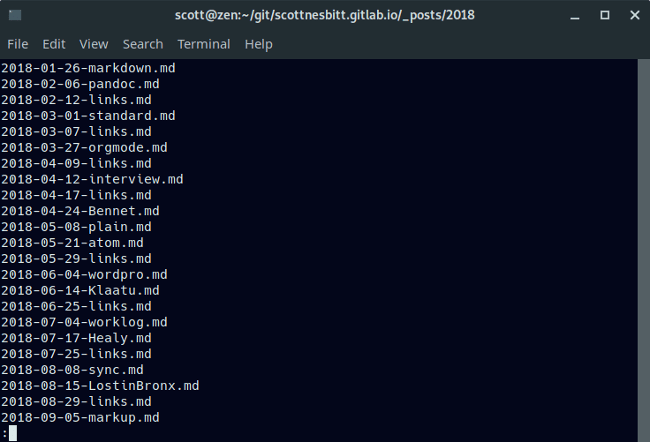 scott@zen:~/git/scottnesbitt.gitlab.io/_posts/2018
File Edit View Search Terminal Help
2018-01-26-markdown.md
2018-02-06-pandoc.md
2018-02-12-links.md
2018-03-01-standard.md
2018-03-07-links.md
2018-03-27-orgmode.md
2018-04-09-links.md
2018-04-12-interview.md
2018-04-17-links.md
2018-04-24-Bennet.md
2018-05-08-plain.md
2018-05-21-atom.md
2018-05-29-links.md
2018-06-04-wordpro.md
2018-06-14-Klaatu.md
2018-06-25-links.md
2018-07-04-worklog.md
2018-07-17-Healy.md
2018-07-25-links.md
2018-08-08-sync.md
2018-08-15-LostinBronx.md
2018-08-29-links.md
2018-09-05-markup.md
: